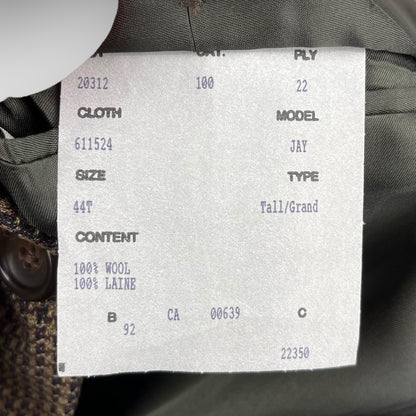 PLY
20312 100 22
CLOTH MODEL
611524 JAY
SIZE TYPE
44T Tall/Grand
CONTENT
100% WOOL
100% LAINE
B CA 00639 C
92
22350